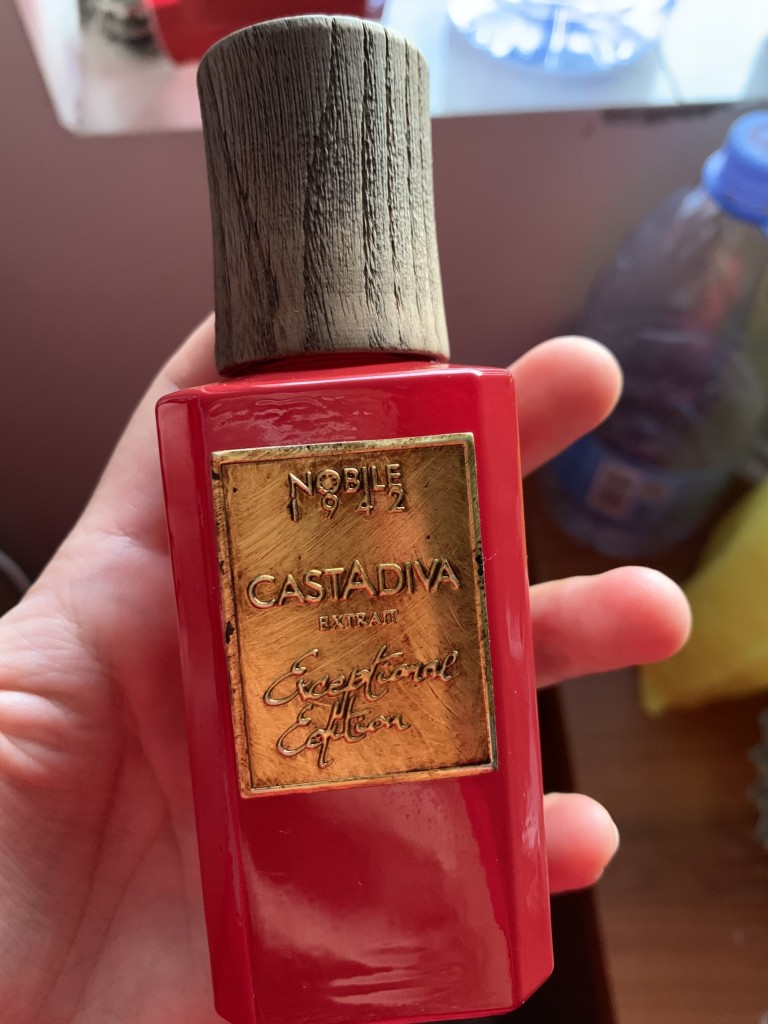 NOBILE
1942
CASTADIVA
EXTRAIT
Exceptional
Edition